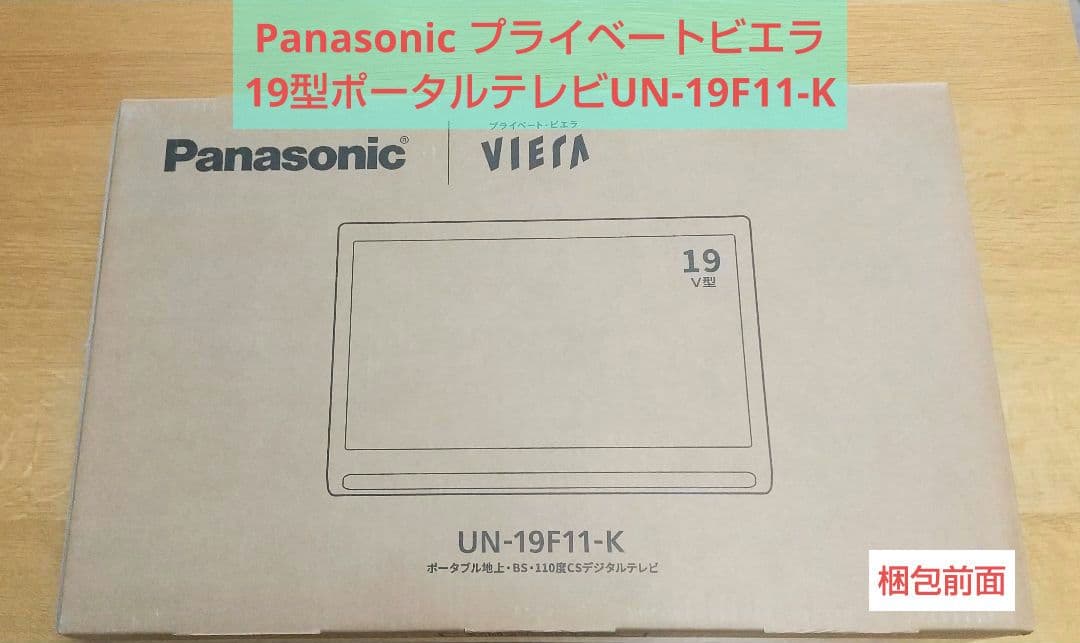 Panasonic プライベートビエラ
19型ポータルテレビUN-19F11-K
プライベート・ビエラ
Panasonic® VIERA
19
V型
UN-19F11-K
ポータブル地上・BS・110度CSデジタルテレビ
梱包前面